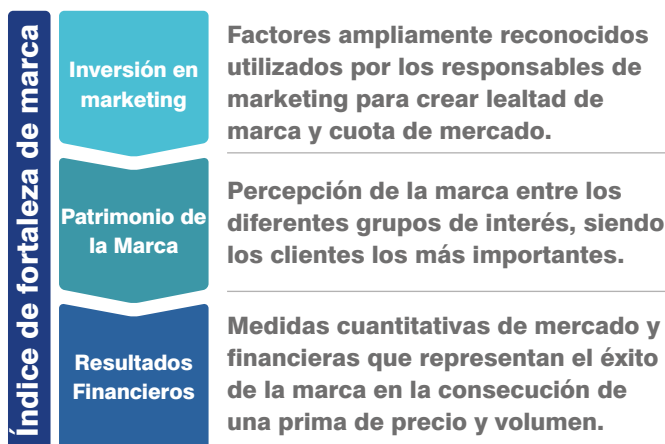 Índice de fortaleza de marca
Inversión en
marketing
Factores ampliamente reconocidos
utilizados por los responsables de
marketing para crear lealtad de
marca y cuota de mercado.
Patrimonio de
la Marca
Percepción de la marca entre los
diferentes grupos de interés, siendo
los clientes los más importantes.
Resultados
Financieros
Medidas cuantitativas de mercado y
financieras que representan el éxito
de la marca en la consecución de
una prima de precio y volumen.